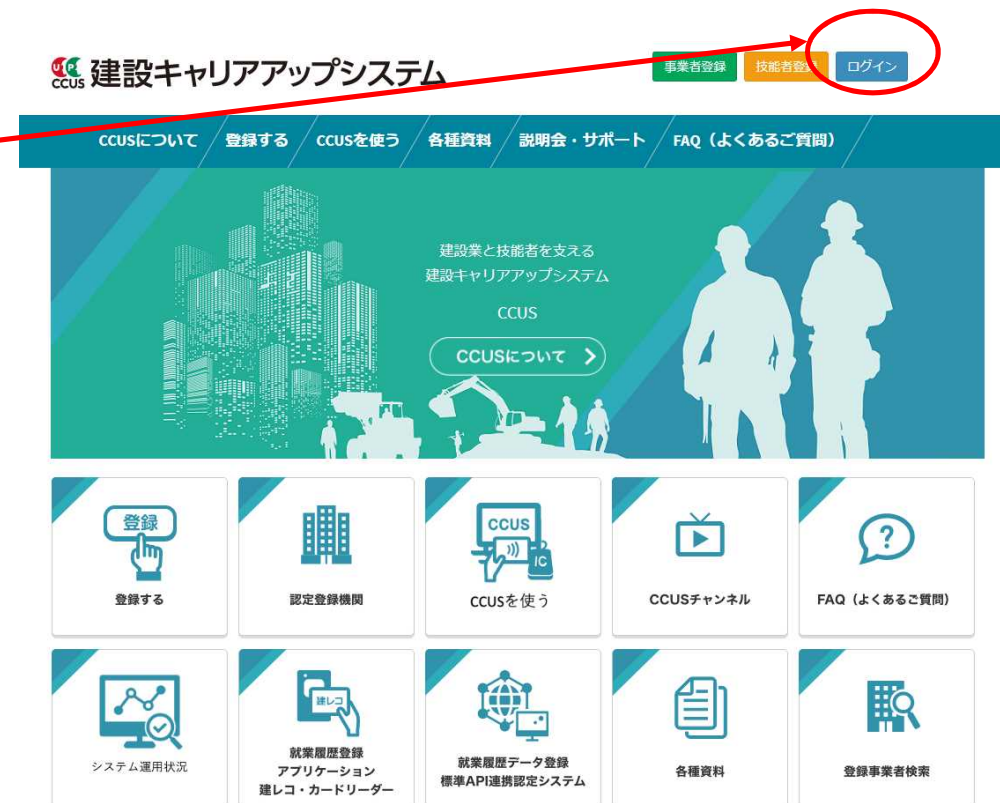 CCUS
建設キャリアアップシステム
事業者登録
技能者登録
ログイン
CCUSについて
登録する
CCUSを使う
各種資料
説明会・サポート
FAQ（よくあるご質問）
建設業と技能者を支える
建設キャリアアップシステム
CCUS
CCUSについて
登録
登録する
認定登録機関
CCUS
IC
CCUSを使う
CCUSチャンネル
?
FAQ（よくあるご質問）
システム運用状況
建レコ
就業履歴登録
アプリケーション
建レコ・カードリーダー
就業履歴データ登録
標準API連携認定システム
各種資料
登録事業者検索